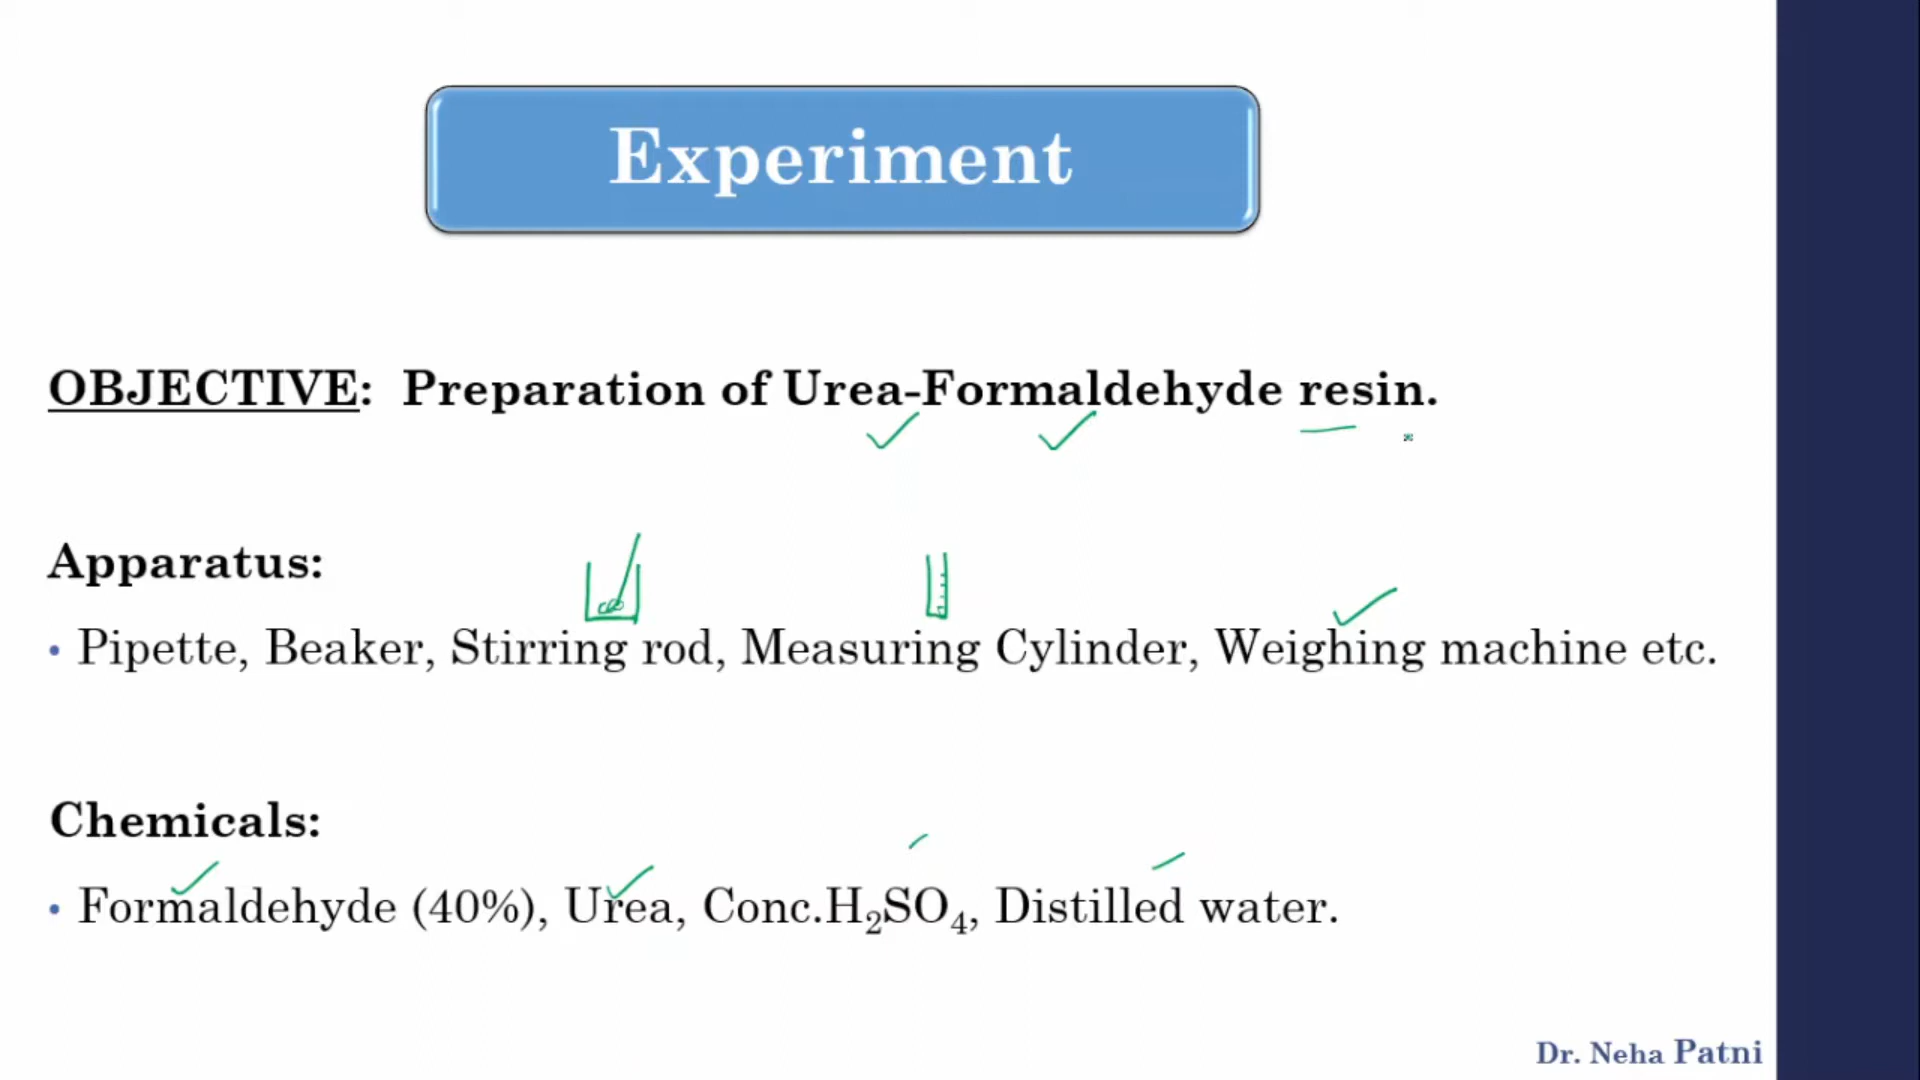 Experiment
OBJECTIVE: Preparation of Urea-Formaldehyde resin.
Apparatus:
• Pipette, Beaker, Stirring rod, Measuring Cylinder, Weighing machine etc.
Chemicals:
• Formaldehyde (40%), Urea, Conc.H₂SO₄, Distilled water.
Dr. Neha Patni